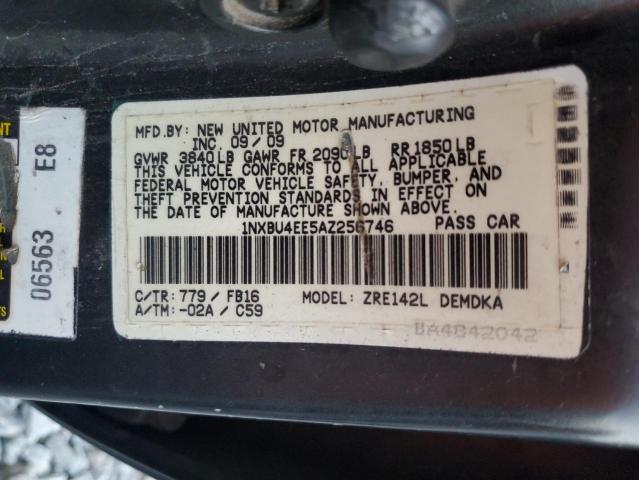 MFD.BY: NEW UNITED MOTOR MANUFACTURING
INC. 09/09
GVWR 3840LB GAWR FR 2090LB RR1850LB
THIS VEHICLE CONFORMS TO ALL APPLICABLE
FEDERAL MOTOR VEHICLE SAFETY, BUMPER, AND
THEFT PREVENTION STANDARDS IN EFFECT ON
THE DATE OF MANUFACTURE SHOWN ABOVE.
1NXBU4EE5AZ256746 PASS CAR
C/TR: 779 / FB16 MODEL: ZRE142L DEMDKA
A/TM: -02A / C59
UA4842042
06563 E8
NT